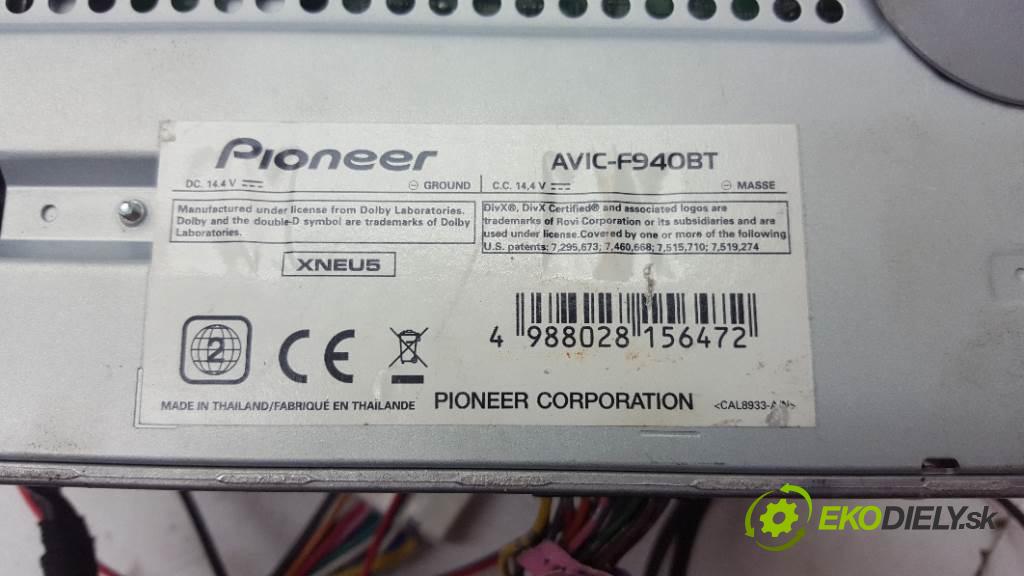 Pioneer
AVIC-F940BT
DC. 14.4 V
GROUND
C.C. 14.4 V
MASSE
Manufactured under license from Dolby Laboratories.
Dolby and the double-D symbol are trademarks of Dolby
Laboratories.
DivX®, DivX Certified® and associated logos are
trademarks of Rovi Corporation or its subsidiaries and are
used under license.Covered by one or more of the following
U.S. patents: 7,295,673; 7,460,668; 7,515,710; 7,519,274
XNEU5
2
CE
4 988028 156472
MADE IN THAILAND/FABRIQUÉ EN THAILANDE
PIONEER CORPORATION
EKODIELY.sk